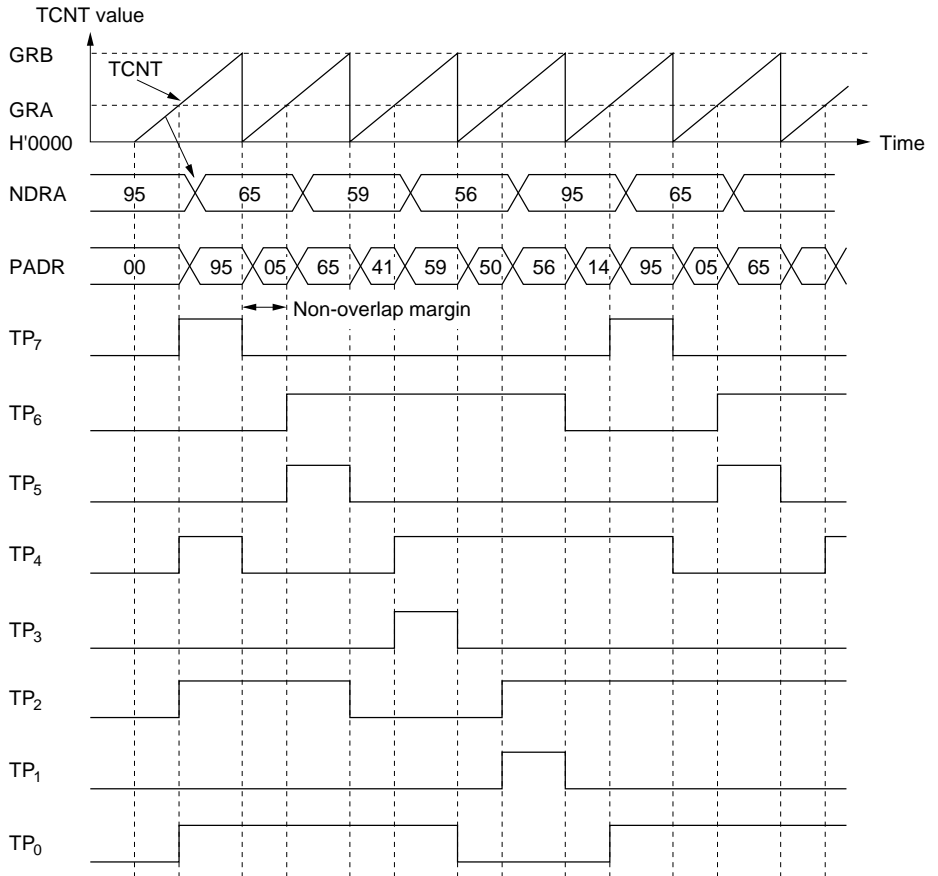 TCNT value
GRB
TCNT
GRA
H'0000
Time
NDRA 95 65 59 56 95 65
PADR 00 95 05 65 41 59 50 56 14 95 05 65
Non-overlap margin
TP7
TP6
TP5
TP4
TP3
TP2
TP1
TP0